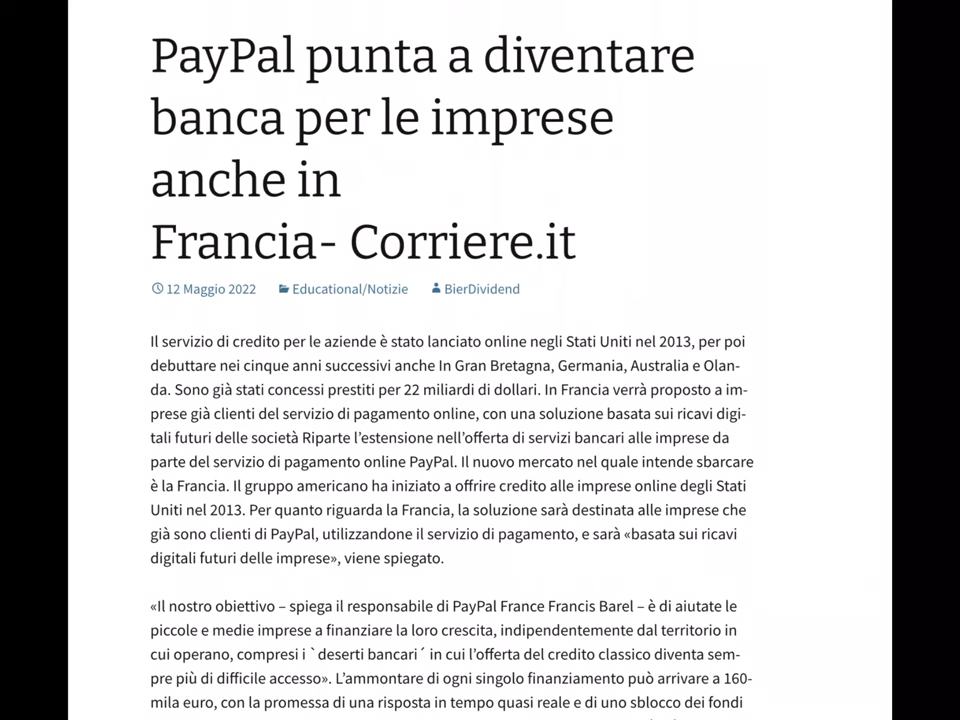 PayPal punta a diventare
banca per le imprese
anche in
Francia- Corriere.it
12 Maggio 2022 Educational/Notizie BierDividend
Il servizio di credito per le aziende è stato lanciato online negli Stati Uniti nel 2013, per poi
debuttare nei cinque anni successivi anche In Gran Bretagna, Germania, Australia e Olan-
da. Sono già stati concessi prestiti per 22 miliardi di dollari. In Francia verrà proposto a im-
prese già clienti del servizio di pagamento online, con una soluzione basata sui ricavi digi-
tali futuri delle società Riparte l’estensione nell’offerta di servizi bancari alle imprese da
parte del servizio di pagamento online PayPal. Il nuovo mercato nel quale intende sbarcare
è la Francia. Il gruppo americano ha iniziato a offrire credito alle imprese online degli Stati
Uniti nel 2013. Per quanto riguarda la Francia, la soluzione sarà destinata alle imprese che
già sono clienti di PayPal, utilizzandone il servizio di pagamento, e sarà «basata sui ricavi
digitali futuri delle imprese», viene spiegato.
«Il nostro obiettivo – spiega il responsabile di PayPal France Francis Barel – è di aiutate le
piccole e medie imprese a finanziare la loro crescita, indipendentemente dal territorio in
cui operano, compresi i `deserti bancari´ in cui l’offerta del credito classico diventa sem-
pre più di difficile accesso». L’ammontare di ogni singolo finanziamento può arrivare a 160-
mila euro, con la promessa di una risposta in tempo quasi reale e di uno sblocco dei fondi